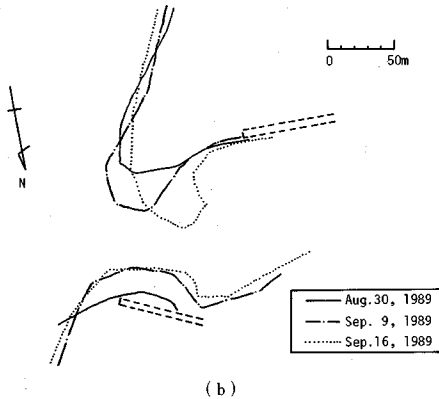 0 50m
N
Aug.30, 1989
Sep. 9, 1989
Sep.16, 1989
(b)